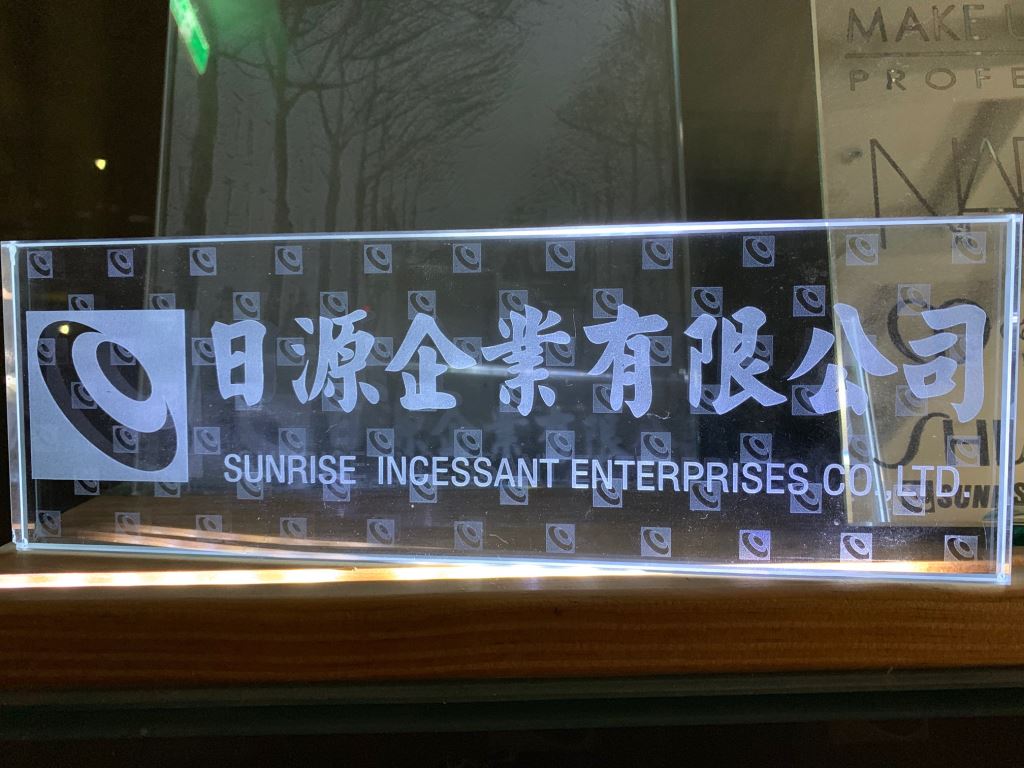 MAKE U
PROFE
日源企業有限公司
SUNRISE INCESSANT ENTERPRISES CO.,LTD